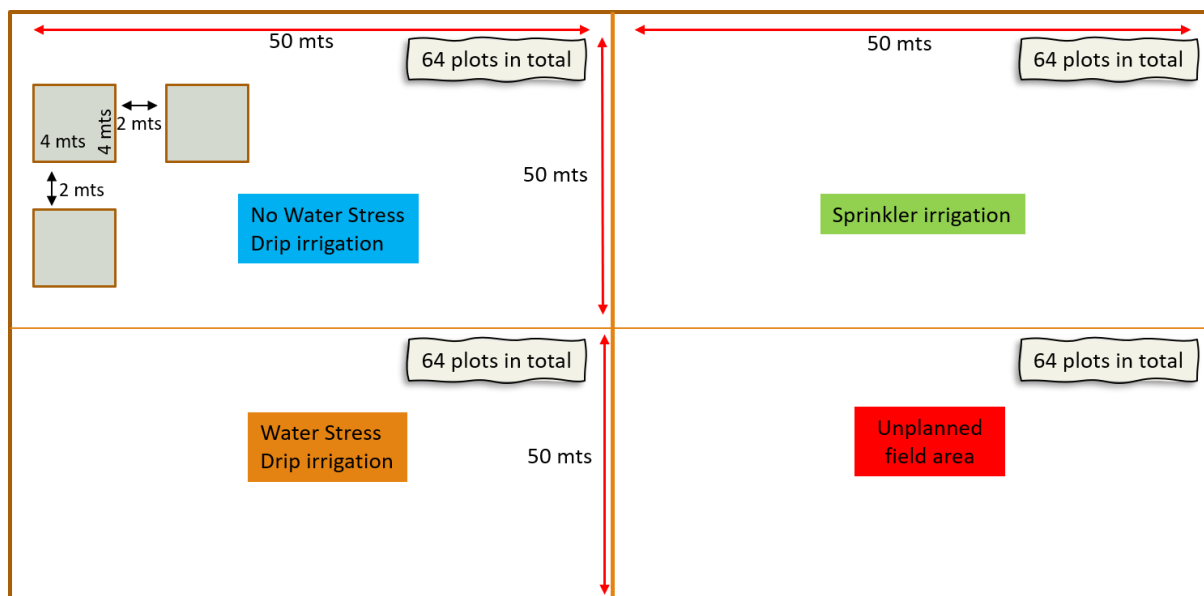 50 mts
50 mts
64 plots in total
64 plots in total
4 mts
4 mts
2 mts
2 mts
50 mts
No Water Stress
Drip irrigation
Sprinkler irrigation
64 plots in total
64 plots in total
Water Stress
Drip irrigation
50 mts
Unplanned
field area